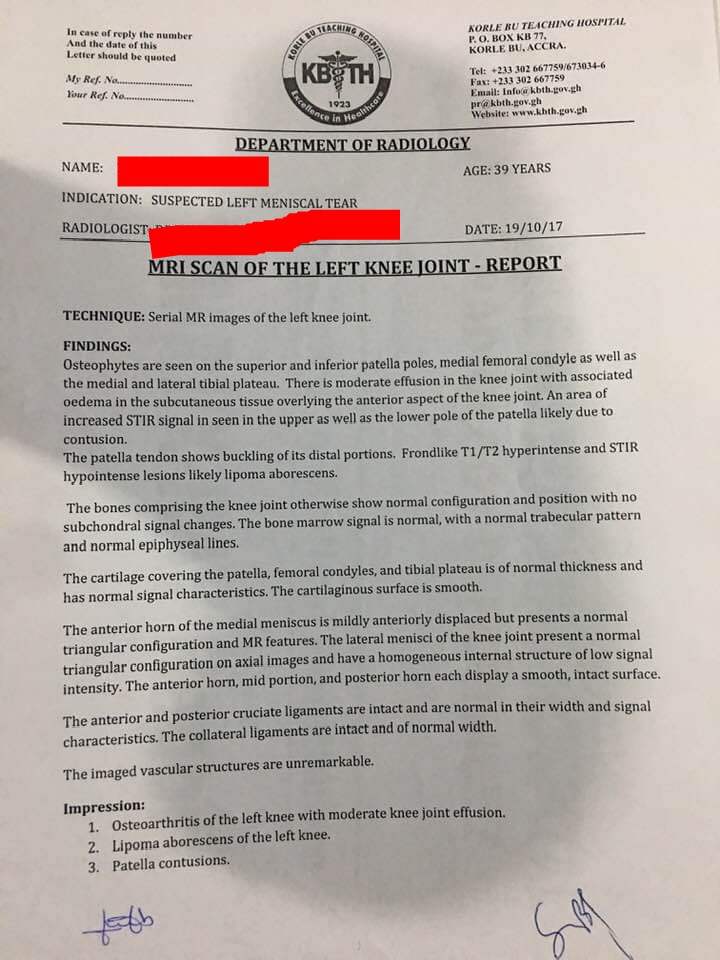 In case of reply the number
And the date of this
Letter should be quoted
My Ref. No............................
Your Ref. No..........................
KORLE BU TEACHING HOSPITAL
KB TH
1923
Excellence in Healthcare
KORLE BU TEACHING HOSPITAL
P. O. BOX KB 77,
KORLE BU, ACCRA.
Tel: +233 302 667759/673034-6
Fax: +233 302 667759
Email: Info@kbth.gov.gh
pr@kbth.gov.gh
Website: www.kbth.gov.gh
DEPARTMENT OF RADIOLOGY
NAME:
AGE: 39 YEARS
INDICATION: SUSPECTED LEFT MENISCAL TEAR
RADIOLOGIST:
DATE: 19/10/17
MRI SCAN OF THE LEFT KNEE JOINT - REPORT
TECHNIQUE: Serial MR images of the left knee joint.
FINDINGS:
Osteophytes are seen on the superior and inferior patella poles, medial femoral condyle as well as
the medial and lateral tibial plateau. There is moderate effusion in the knee joint with associated
oedema in the subcutaneous tissue overlying the anterior aspect of the knee joint. An area of
increased STIR signal in seen in the upper as well as the lower pole of the patella likely due to
contusion.
The patella tendon shows buckling of its distal portions. Frondlike T1/T2 hyperintense and STIR
hypointense lesions likely lipoma aborescens.
The bones comprising the knee joint otherwise show normal configuration and position with no
subchondral signal changes. The bone marrow signal is normal, with a normal trabecular pattern
and normal epiphyseal lines.
The cartilage covering the patella, femoral condyles, and tibial plateau is of normal thickness and
has normal signal characteristics. The cartilaginous surface is smooth.
The anterior horn of the medial meniscus is mildly anteriorly displaced but presents a normal
triangular configuration and MR features. The lateral menisci of the knee joint present a normal
triangular configuration on axial images and have a homogeneous internal structure of low signal
intensity. The anterior horn, mid portion, and posterior horn each display a smooth, intact surface.
The anterior and posterior cruciate ligaments are intact and are normal in their width and signal
characteristics. The collateral ligaments are intact and of normal width.
The imaged vascular structures are unremarkable.
Impression:
1. Osteoarthritis of the left knee with moderate knee joint effusion.
2. Lipoma aborescens of the left knee.
3. Patella contusions.